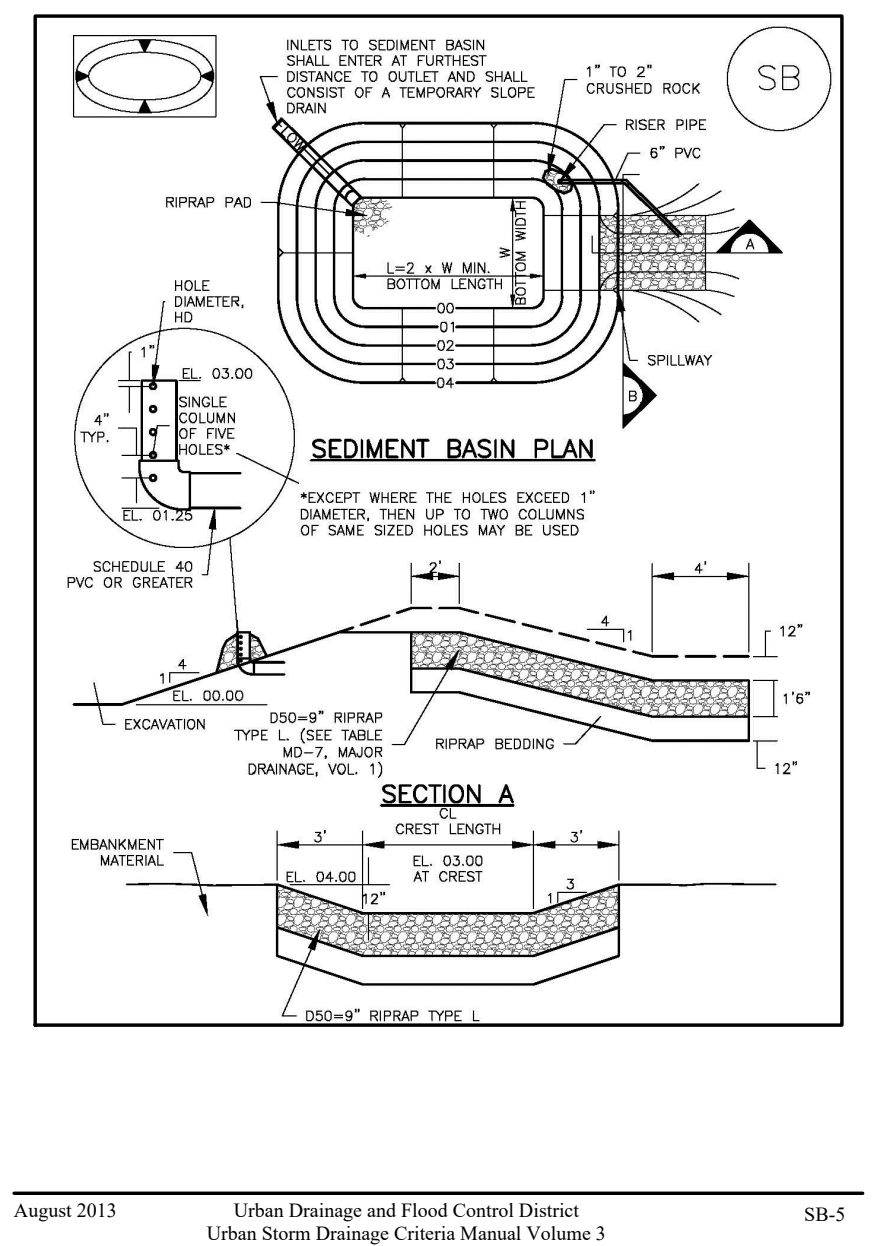 INLETS TO SEDIMENT BASIN
SHALL ENTER AT FURTHEST
DISTANCE TO OUTLET AND SHALL
CONSIST OF A TEMPORARY SLOPE
DRAIN
1" TO 2"
CRUSHED ROCK
SB
RISER PIPE
6" PVC
FLOW
RIPRAP PAD
A
W
BOTTOM WIDTH
L=2 x W MIN.
BOTTOM LENGTH
00
01
02
03
04
SPILLWAY
B
HOLE
DIAMETER,
HD
1"
EL. 03.00
4"
TYP.
SINGLE
COLUMN
OF FIVE
HOLES*
EL. 01.25
SCHEDULE 40
PVC OR GREATER
SEDIMENT BASIN PLAN
*EXCEPT WHERE THE HOLES EXCEED 1"
DIAMETER, THEN UP TO TWO COLUMNS
OF SAME SIZED HOLES MAY BE USED
2'
4'
4
1
12"
4
1
EL. 00.00
EXCAVATION
1'6"
D50=9" RIPRAP
TYPE L. (SEE TABLE
MD-7, MAJOR
DRAINAGE, VOL. 1)
RIPRAP BEDDING
12"
SECTION A
CL
CREST LENGTH
3'
3'
EMBANKMENT
MATERIAL
EL. 04.00
12"
EL. 03.00
AT CREST
3
1
D50=9" RIPRAP TYPE L
August 2013
Urban Drainage and Flood Control District
SB-5
Urban Storm Drainage Criteria Manual Volume 3